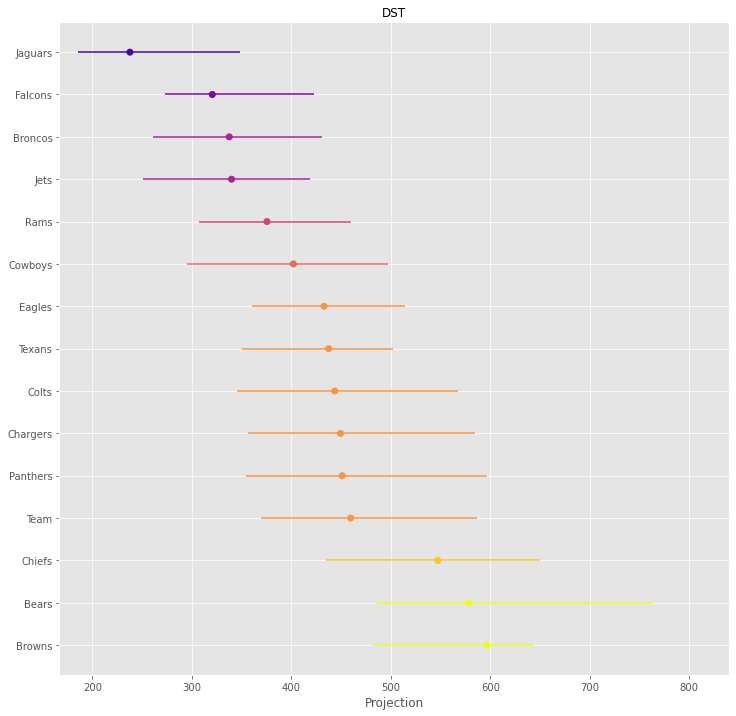 DST
Jaguars
Falcons
Broncos
Jets
Rams
Cowboys
Eagles
Texans
Colts
Chargers
Panthers
Team
Chiefs
Bears
Browns
200 300 400 500 600 700 800
Projection